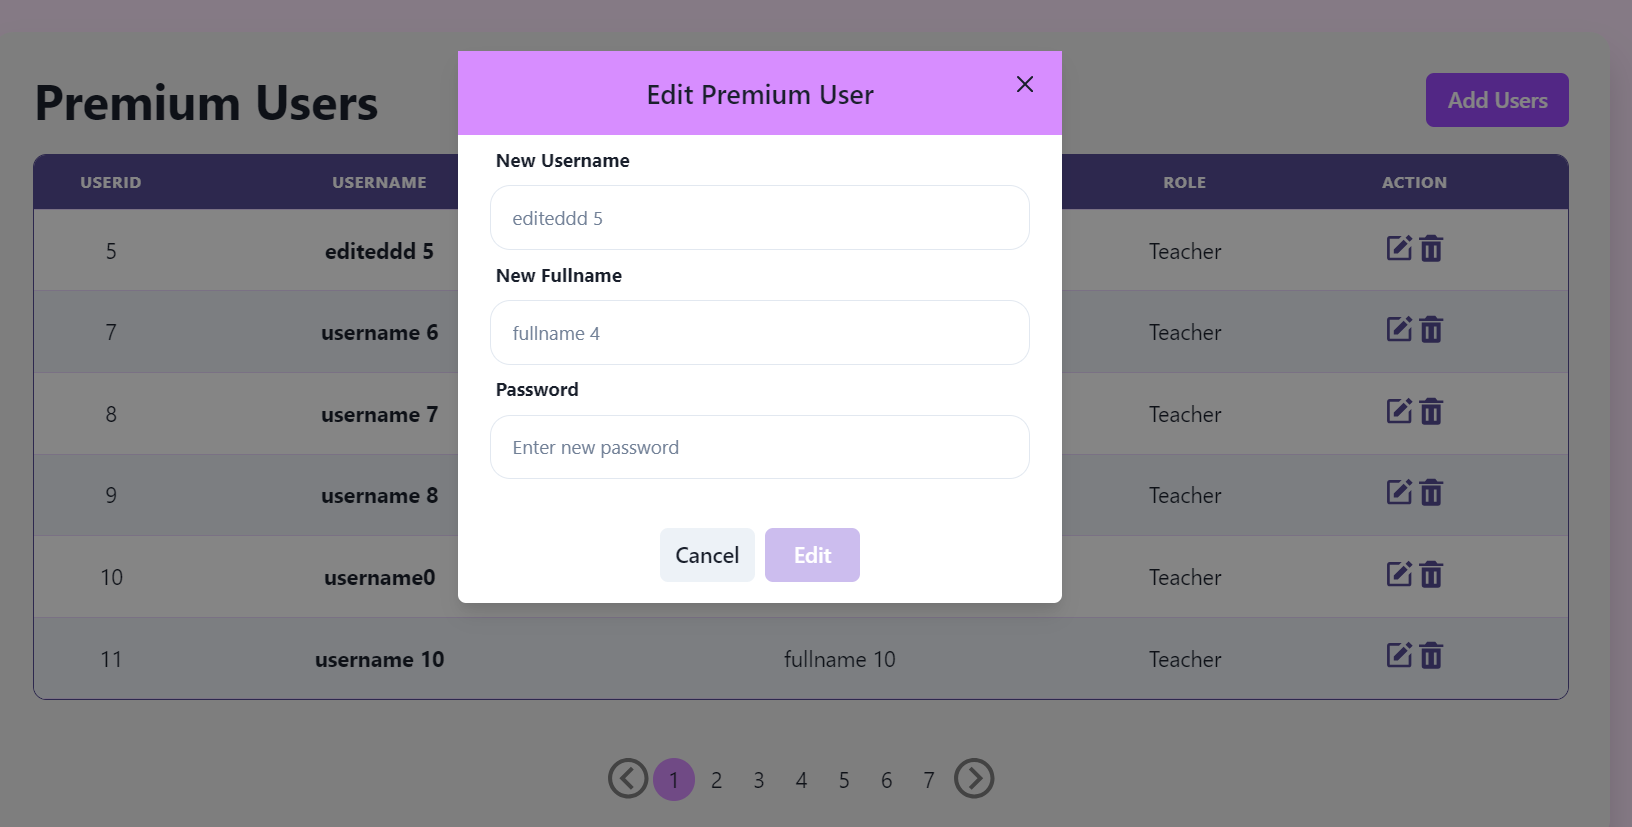 Premium Users
Edit Premium User
Add Users
USERID USERNAME ROLE ACTION
New Username
editeddd 5
5 editeddd 5 Teacher
New Fullname
fullname 4
7 username 6 Teacher
Password
8 username 7 Teacher
Enter new password
9 username 8 Teacher
Cancel Edit
10 username0 Teacher
11 username 10 fullname 10 Teacher
1 2 3 4 5 6 7